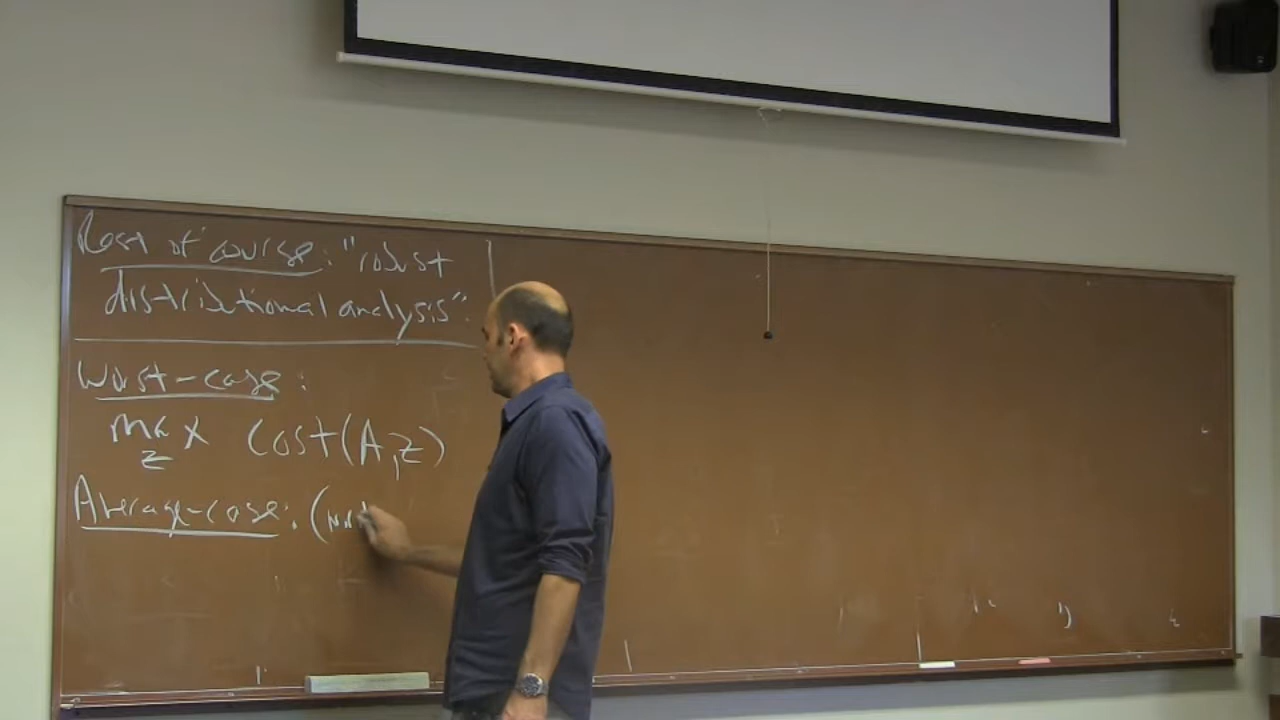 Rest of course: "robust
distributional analysis":
Worst-case:
max cost(A,z)
z
Average-case: (